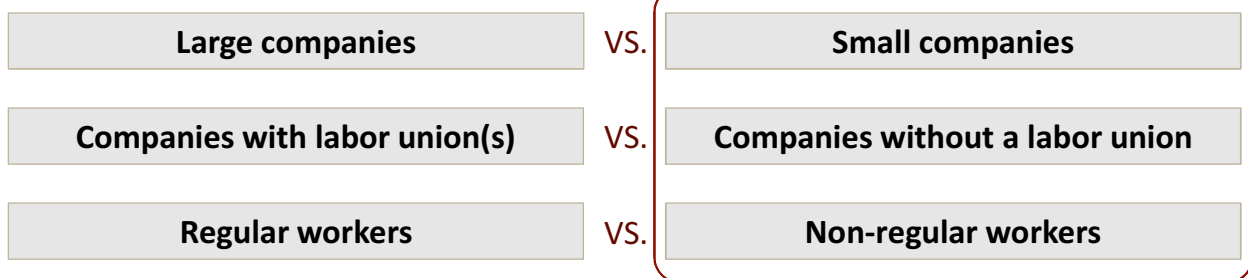 Large companies VS. Small companies
Companies with labor union(s) VS. Companies without a labor union
Regular workers VS. Non-regular workers